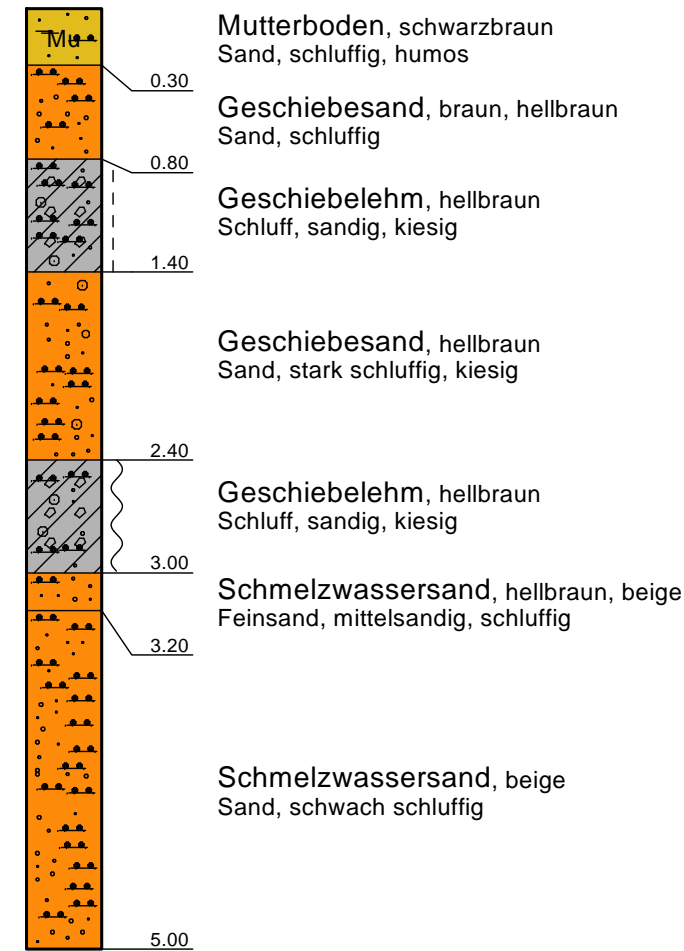 Mu
Mutterboden, schwarzbraun
Sand, schluffig, humos
0.30
Geschiebesand, braun, hellbraun
Sand, schluffig
0.80
Geschiebelehm, hellbraun
Schluff, sandig, kiesig
1.40
Geschiebesand, hellbraun
Sand, stark schluffig, kiesig
2.40
Geschiebelehm, hellbraun
Schluff, sandig, kiesig
3.00
Schmelzwassersand, hellbraun, beige
Feinsand, mittelsandig, schluffig
3.20
Schmelzwassersand, beige
Sand, schwach schluffig
5.00